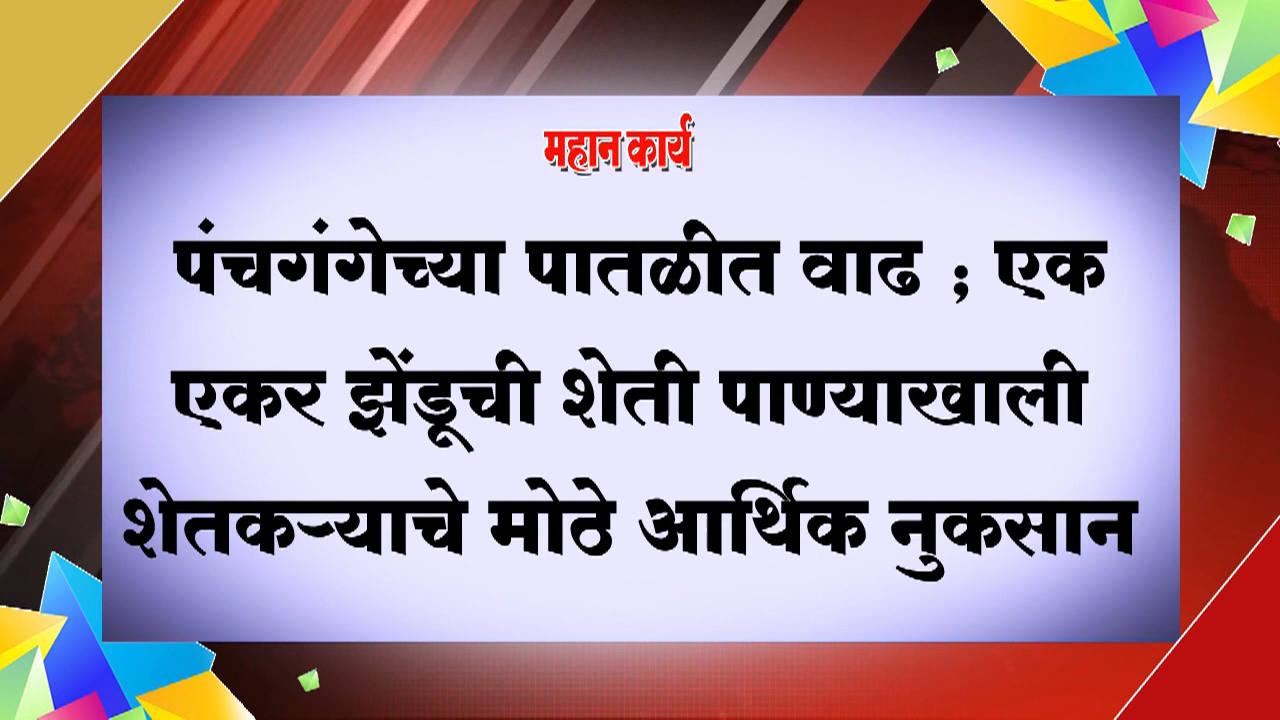 महान कार्य
पंचगंगेच्या पातळीत वाढ ; एक
एकर झेंडूची शेती पाण्याखाली
शेतकऱ्याचे मोठे आर्थिक नुकसान